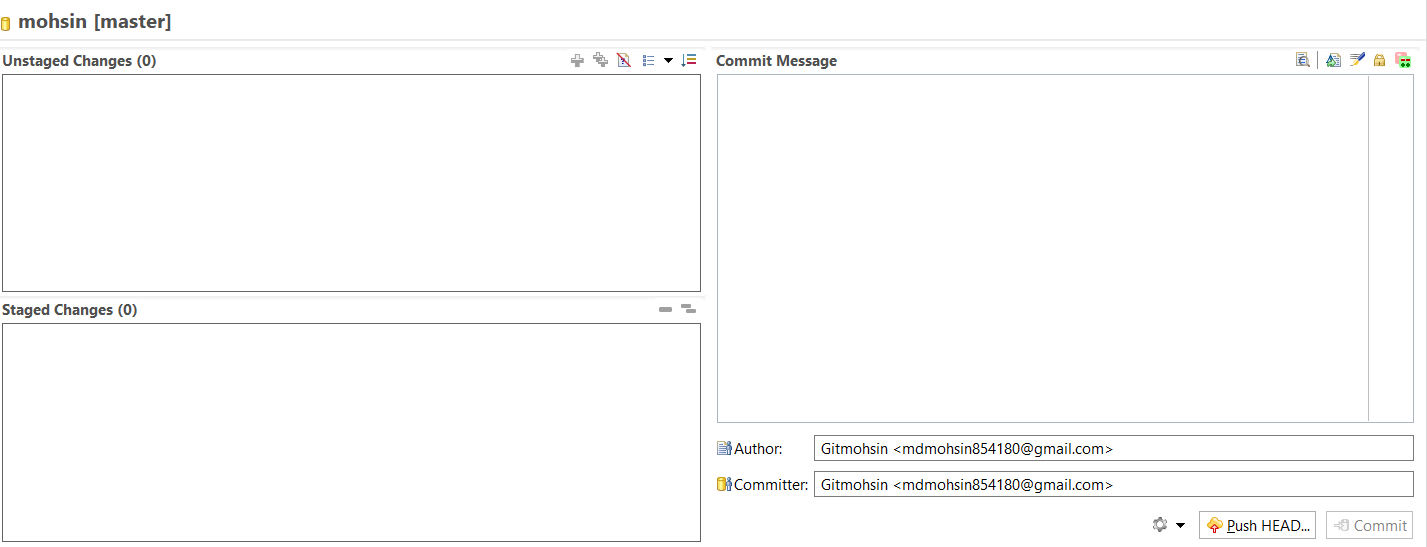 mohsin [master]
Unstaged Changes (0)
Staged Changes (0)
Commit Message
Author: Gitmohsin <mdmohsin854180@gmail.com>
Committer: Gitmohsin <mdmohsin854180@gmail.com>
Push HEAD... Commit